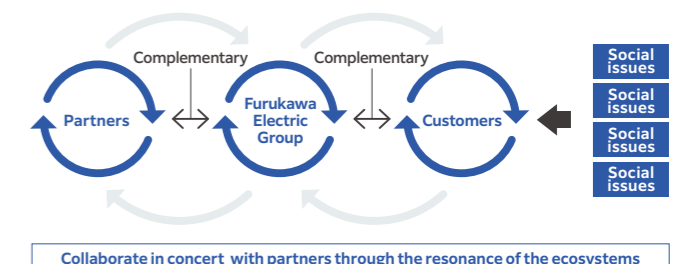 Complementary
Complementary
Partners
Furukawa
Electric
Group
Customers
Social
issues
Social
issues
Social
issues
Social
issues
Collaborate in concert with partners through the resonance of the ecosystems